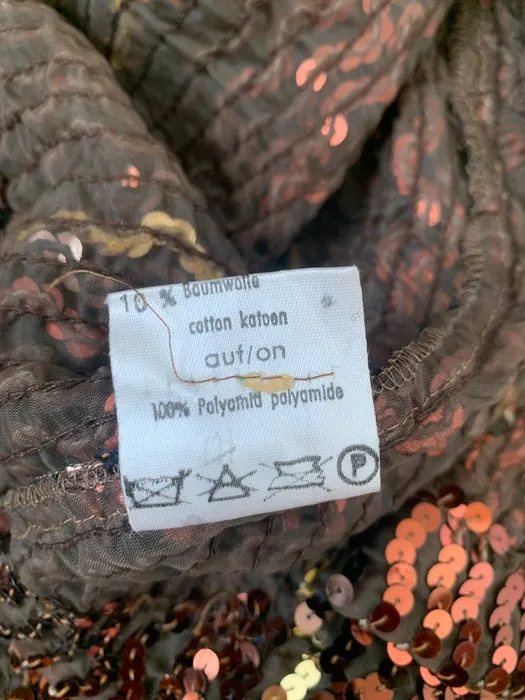 10 % Baumwolle
cotton katoen
auf/on
100% Polyamid polyamide
P